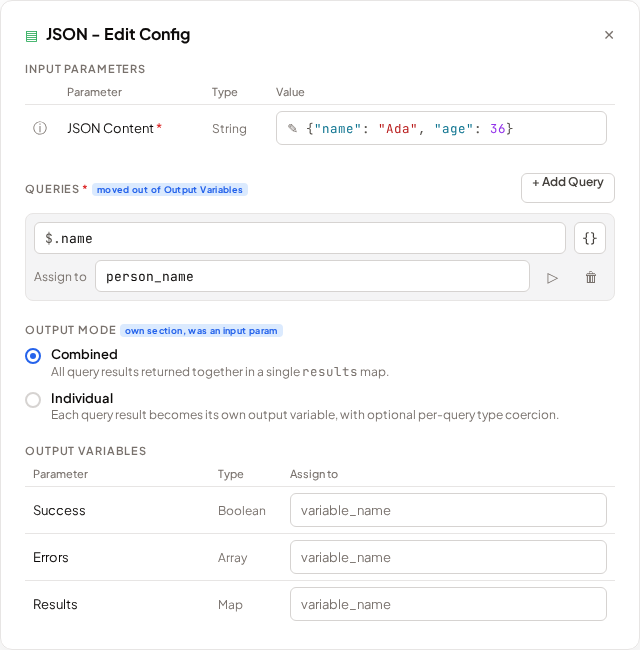 JSON - Edit Config
INPUT PARAMETERS
Parameter Type Value
JSON Content * String {"name": "Ada", "age": 36}
QUERIES * moved out of Output Variables + Add Query
$.name {}
Assign to person_name
OUTPUT MODE own section, was an input param
Combined
All query results returned together in a single results map.
Individual
Each query result becomes its own output variable, with optional per-query type coercion.
OUTPUT VARIABLES
Parameter Type Assign to
Success Boolean variable_name
Errors Array variable_name
Results Map variable_name